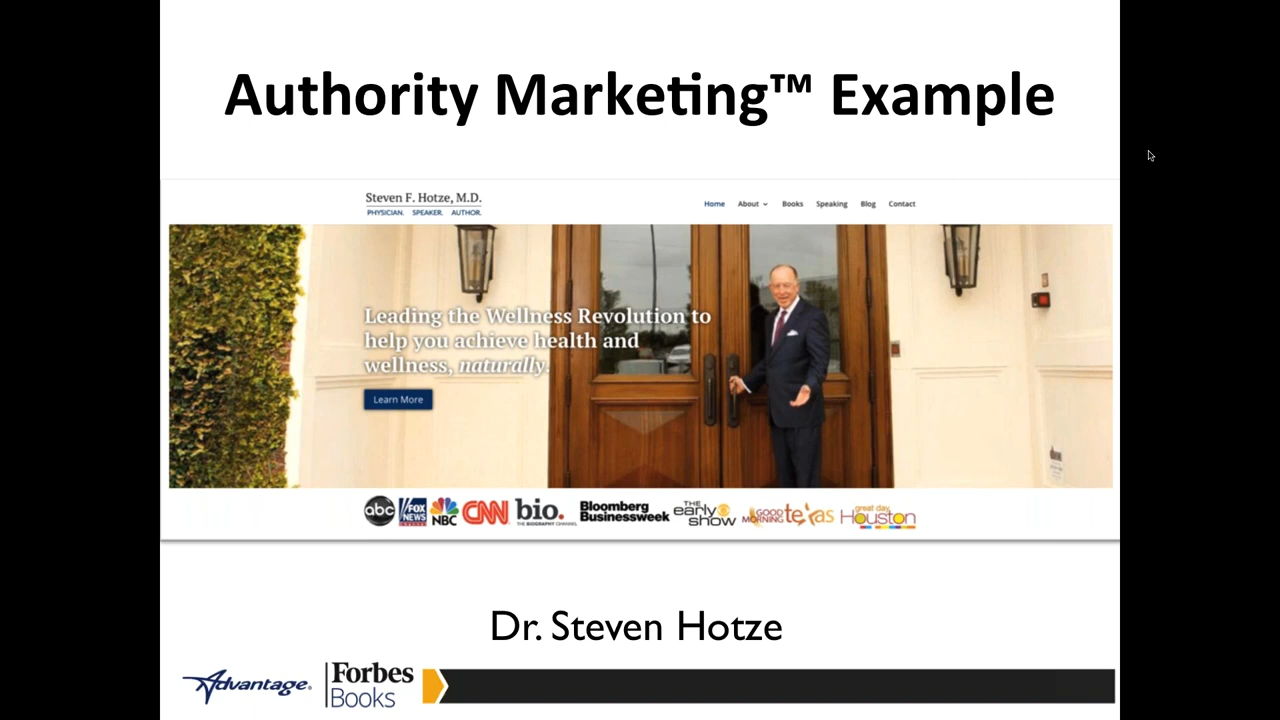 Authority Marketing™ Example
Steven F. Hotze, M.D.
PHYSICIAN. SPEAKER. AUTHOR.
Home About Books Speaking Blog Contact
Leading the Wellness Revolution to
help you achieve health and
wellness, naturally.
Learn More
abc FOX NEWS channel NBC CNN bio. THE BIOGRAPHY CHANNEL Bloomberg Businessweek THE early show GOOD MORNING texas great day Houston
Dr. Steven Hotze
Advantage. Forbes Books